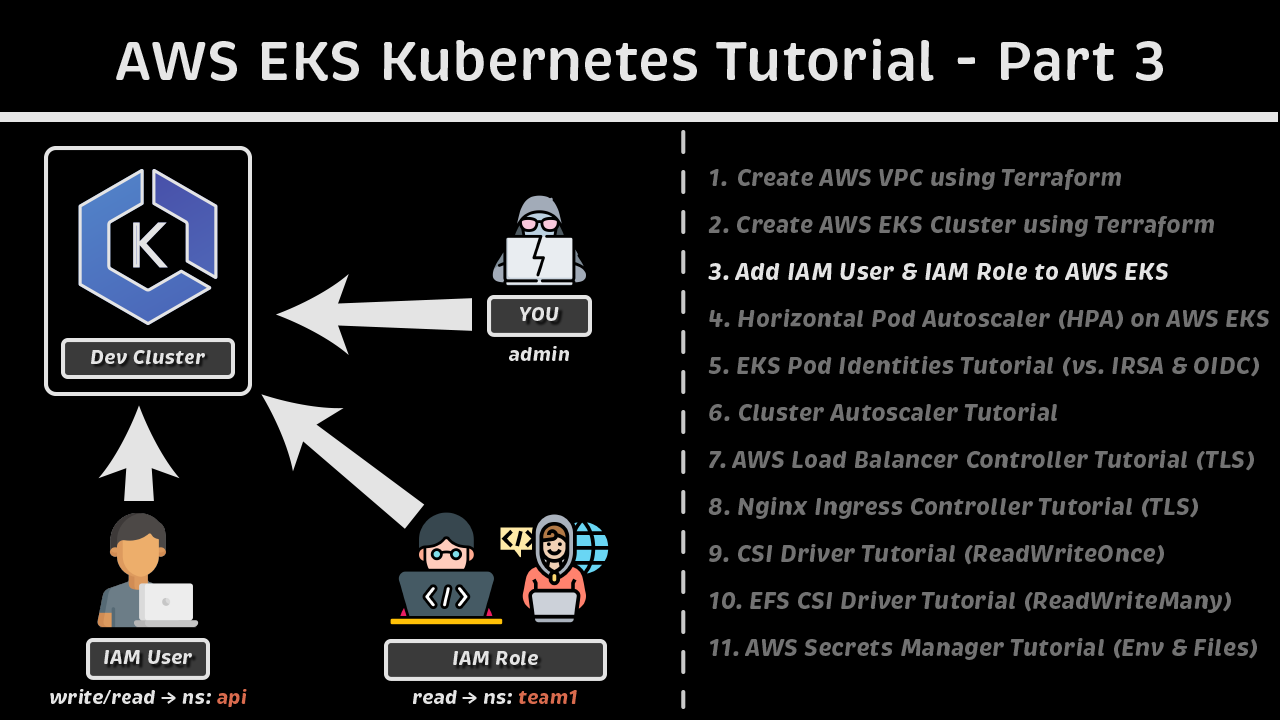 AWS EKS Kubernetes Tutorial - Part 3
K
Dev Cluster
YOU
admin
IAM User
write/read → ns: api
</>
</>
IAM Role
read → ns: team1
1. Create AWS VPC using Terraform
2. Create AWS EKS Cluster using Terraform
3. Add IAM User & IAM Role to AWS EKS
4. Horizontal Pod Autoscaler (HPA) on AWS EKS
5. EKS Pod Identities Tutorial (vs. IRSA & OIDC)
6. Cluster Autoscaler Tutorial
7. AWS Load Balancer Controller Tutorial (TLS)
8. Nginx Ingress Controller Tutorial (TLS)
9. CSI Driver Tutorial (ReadWriteOnce)
10. EFS CSI Driver Tutorial (ReadWriteMany)
11. AWS Secrets Manager Tutorial (Env & Files)